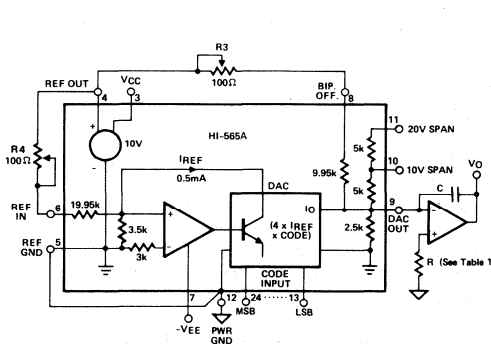 R3
100Ω
REF OUT
4
VCC
3
BIP.
OFF.
8
HI-565A
11
20V SPAN
5k
10
10V SPAN
+
10V
-
R4
100Ω
IREF
0.5mA
9.95k
5k
DAC
C
VO
REF
IN
6
19.95k
+
3.5k
-
3k
IO
(4 x IREF
x CODE)
9
DAC
OUT
2.5k
-
+
REF
GND
5
CODE
INPUT
R (See Table 1
7
-VEE
12
PWR
GND
24 ······ 13
MSB
LSB